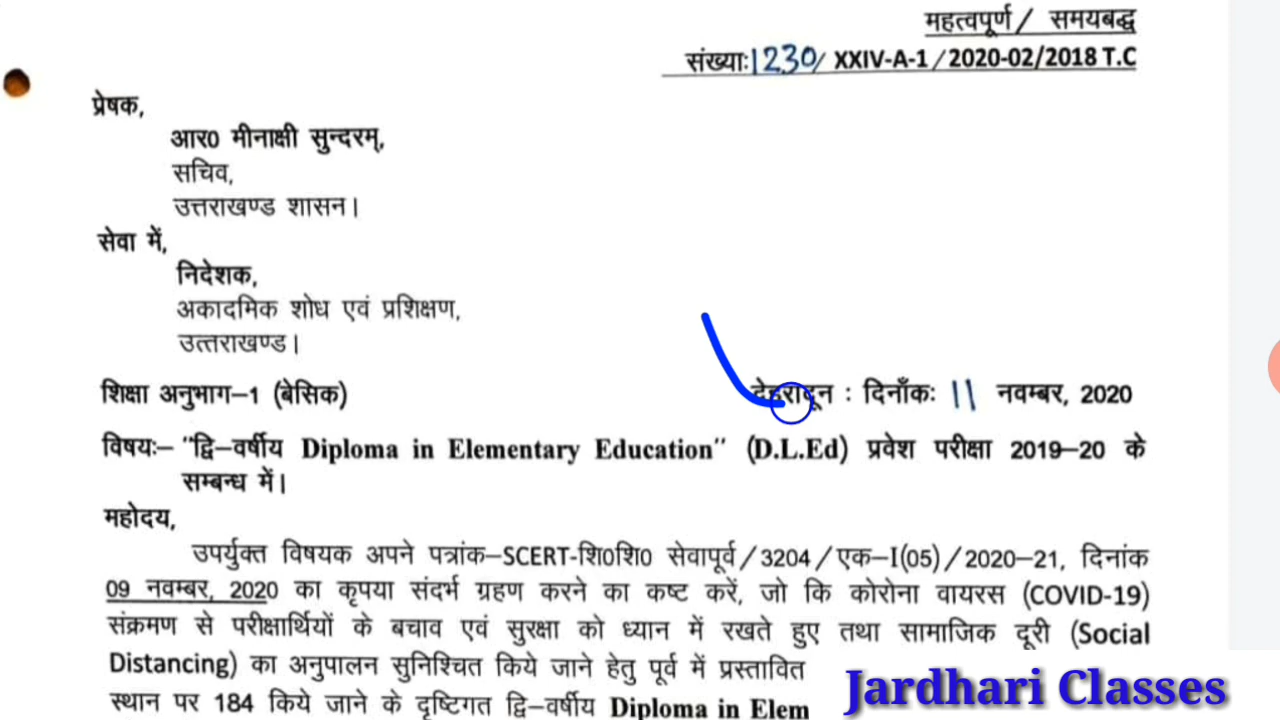 महत्वपूर्ण / समयबद्ध
संख्याः1230/ XXIV-A-1/2020-02/2018 T.C
प्रेषक,
आर0 मीनाक्षी सुन्दरम्,
सचिव,
उत्तराखण्ड शासन।
सेवा में,
निदेशक,
अकादमिक शोध एवं प्रशिक्षण,
उत्तराखण्ड।
शिक्षा अनुभाग–1 (बेसिक) देहरादून : दिनाँकः 11 नवम्बर, 2020
विषयः– "द्वि–वर्षीय Diploma in Elementary Education" (D.L.Ed) प्रवेश परीक्षा 2019–20 के
सम्बन्ध में।
महोदय,
उपर्युक्त विषयक अपने पत्रांक–SCERT-शि0शि0 सेवापूर्व/3204/एक–I(05)/2020–21, दिनांक
09 नवम्बर, 2020 का कृपया संदर्भ ग्रहण करने का कष्ट करें, जो कि कोरोना वायरस (COVID-19)
संक्रमण से परीक्षार्थियों के बचाव एवं सुरक्षा को ध्यान में रखते हुए तथा सामाजिक दूरी (Social
Distancing) का अनुपालन सुनिश्चित किये जाने हेतु पूर्व में प्रस्तावित
स्थान पर 184 किये जाने के दृष्टिगत द्वि–वर्षीय Diploma in Elem
Jardhari Classes